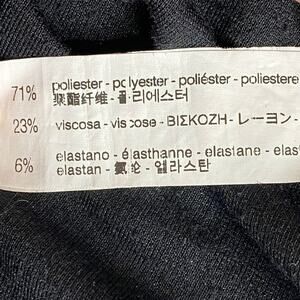 71% poliester - polyester - poliéster - poliestere
聚酯纤维 - 폴리에스터
23% viscosa - viscose - ΒΙΣΚΟΖΗ - レーヨン -
6% elastano - élasthanne - elastane - elast
elastan - 氨纶 - 엘라스탄